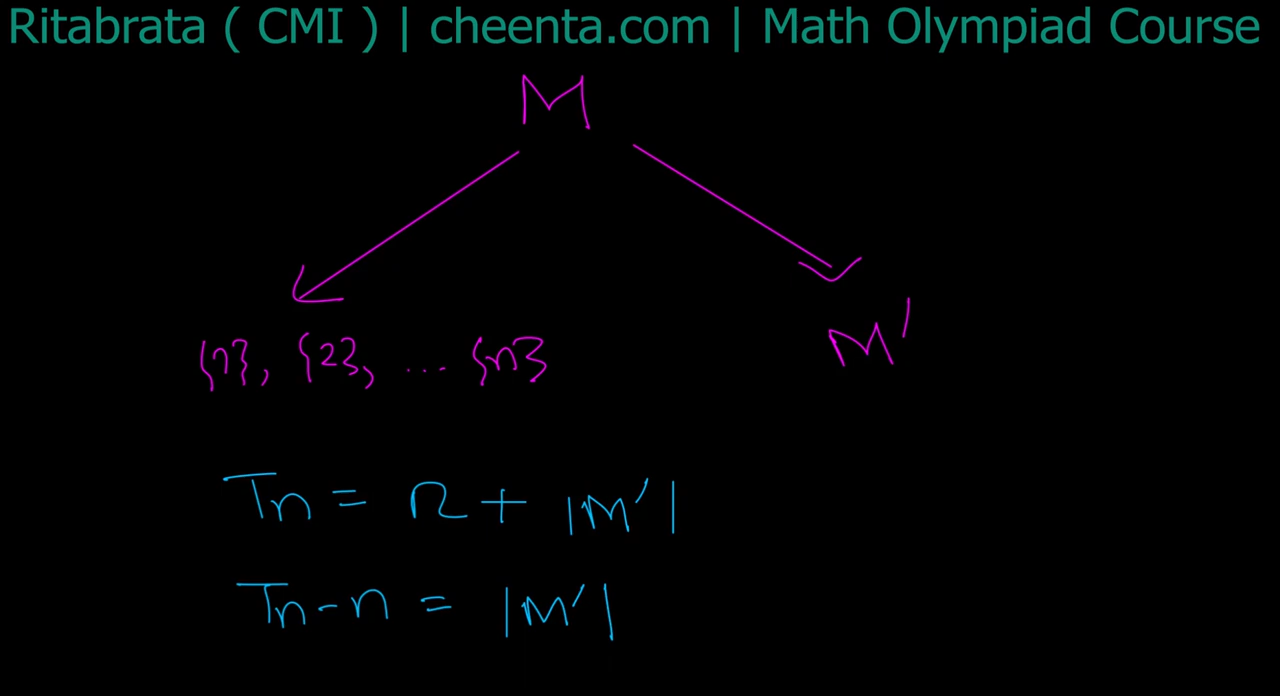 Ritabrata ( CMI ) | cheenta.com | Math Olympiad Course
M
{1}, {2}, ... {n}
M'
Tn = n + |M'|
Tn - n = |M'|